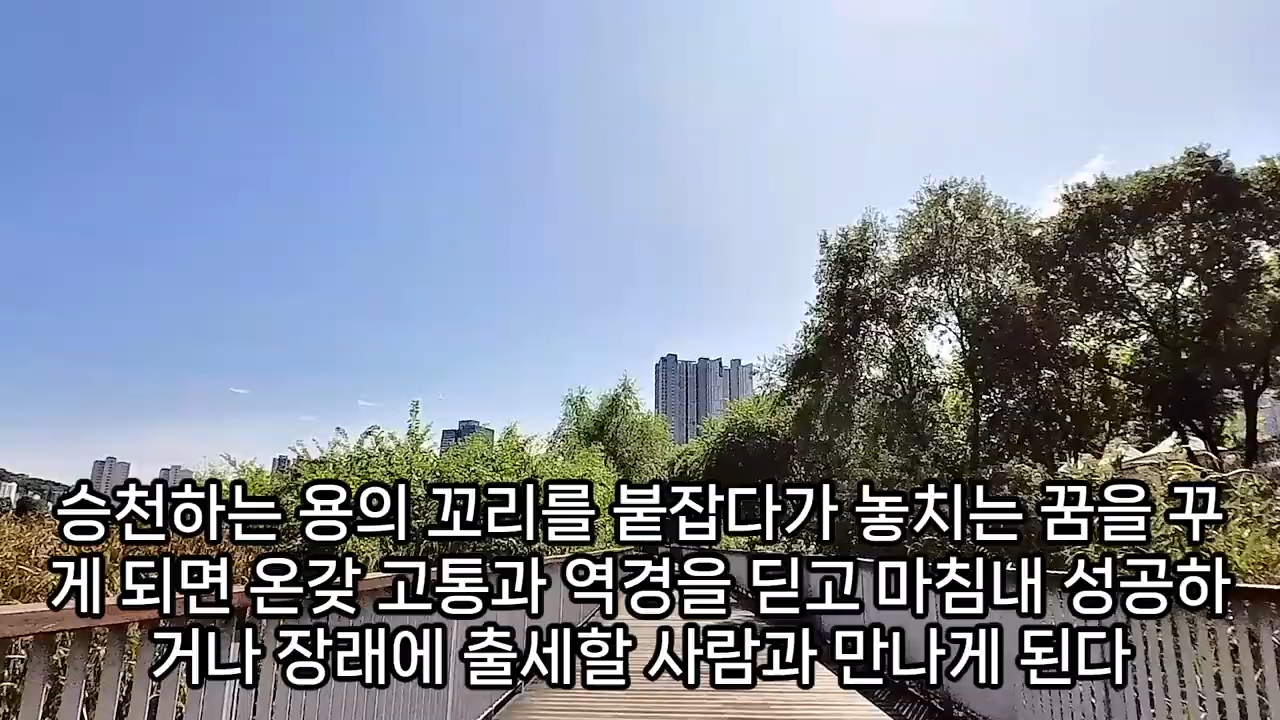 승천하는 용의 꼬리를 붙잡다가 놓치는 꿈을 꾸
게 되면 온갖 고통과 역경을 딛고 마침내 성공하
거나 장래에 출세할 사람과 만나게 된다